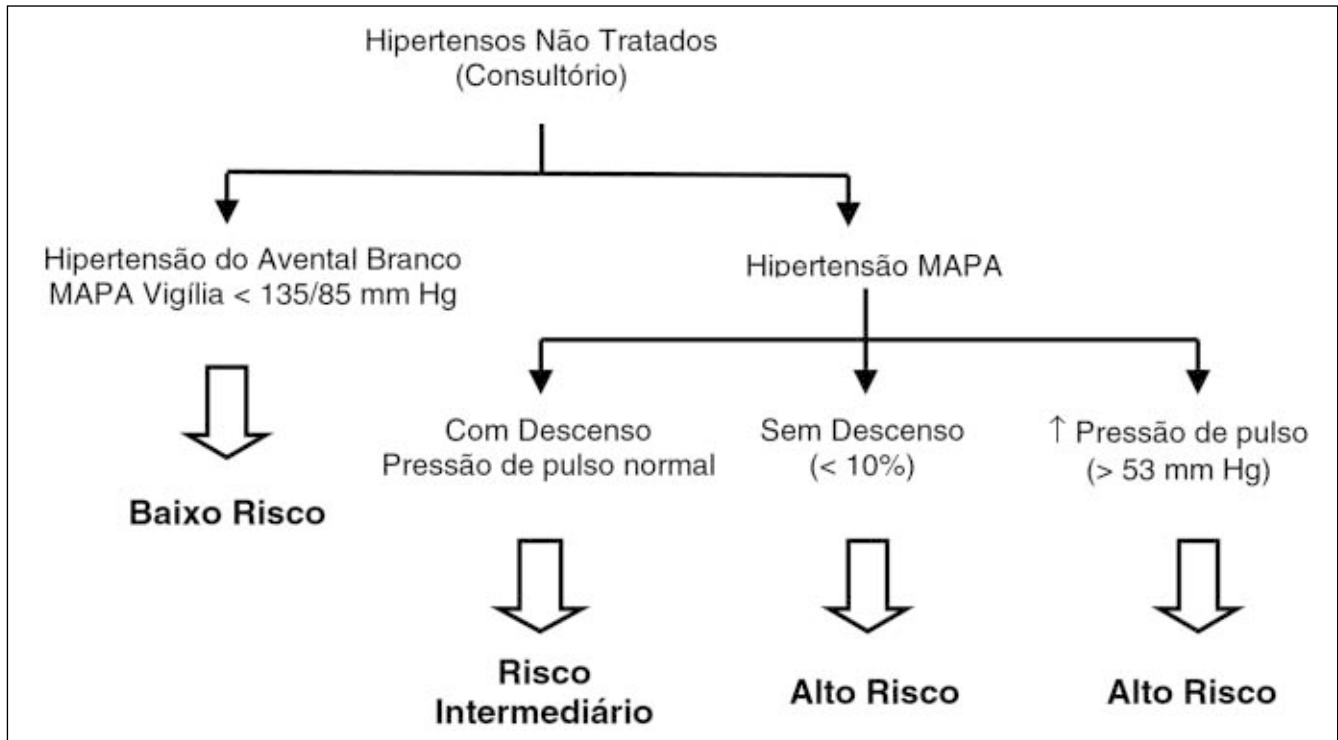 Hipertensos Não Tratados
(Consultório)
Hipertensão do Avental Branco
MAPA Vigília < 135/85 mm Hg
Hipertensão MAPA
Baixo Risco
Com Descenso
Pressão de pulso normal
Sem Descenso
(< 10%)
↑ Pressão de pulso
(> 53 mm Hg)
Risco
Intermediário
Alto Risco
Alto Risco